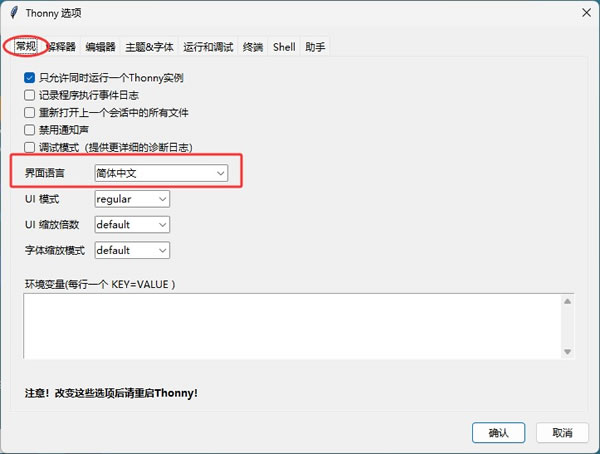 Thonny 选项
常规 解释器 编辑器 主题&字体 运行和调试 终端 Shell 助手
只允许同时运行一个Thonny实例
记录程序执行事件日志
重新打开上一个会话中的所有文件
禁用通知声
调试模式（提供更详细的诊断日志）
界面语言 简体中文
UI 模式 regular
UI 缩放倍数 default
字体缩放模式 default
环境变量(每行一个 KEY=VALUE ）
注意！改变这些选项后请重启Thonny!
确认 取消